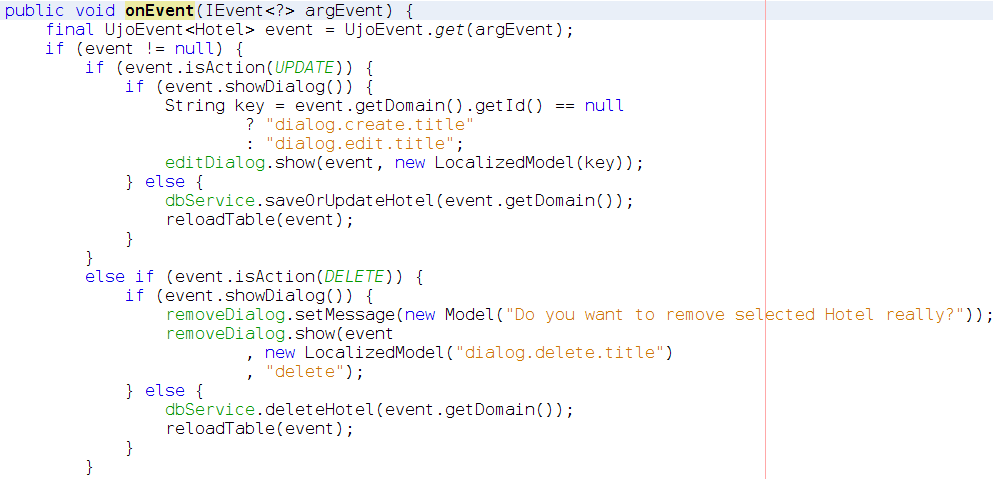 public void onEvent(IEvent<?> argEvent) {
    final UjoEvent<Hotel> event = UjoEvent.get(argEvent);
    if (event != null) {
        if (event.isAction(UPDATE)) {
            if (event.showDialog()) {
                String key = event.getDomain().getId() == null
                        ? "dialog.create.title"
                        : "dialog.edit.title";
                editDialog.show(event, new LocalizedModel(key));
            } else {
                dbService.saveOrUpdateHotel(event.getDomain());
                reloadTable(event);
            }
        }
        else if (event.isAction(DELETE)) {
            if (event.showDialog()) {
                removeDialog.setMessage(new Model("Do you want to remove selected Hotel really?"));
                removeDialog.show(event
                        , new LocalizedModel("dialog.delete.title")
                        , "delete");
            } else {
                dbService.deleteHotel(event.getDomain());
                reloadTable(event);
            }
        }